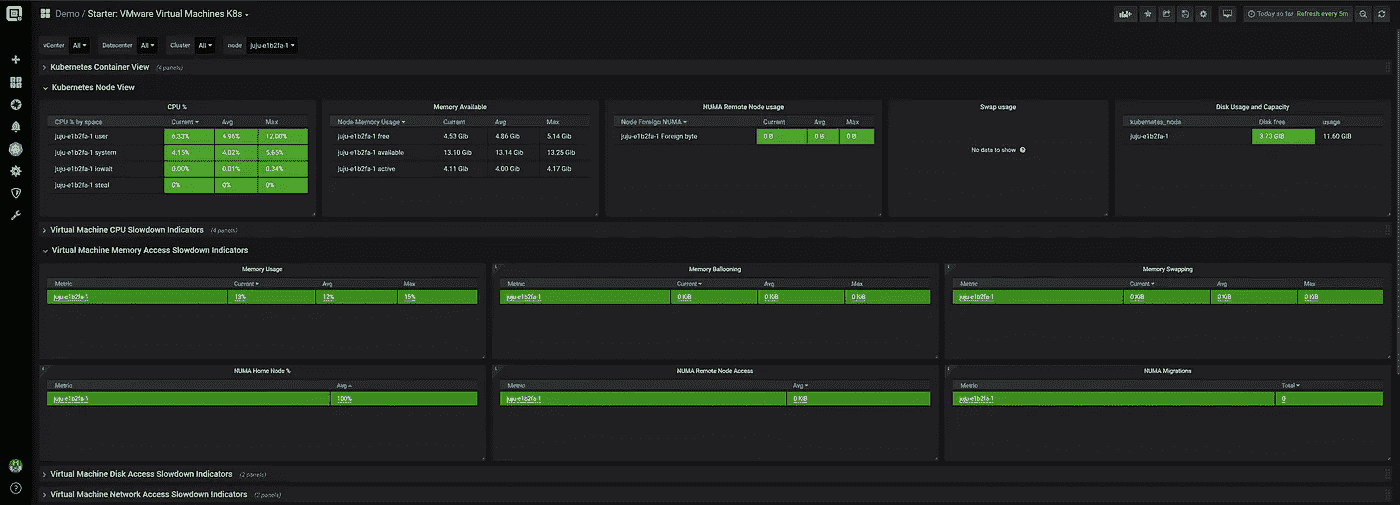 Demo / Starter: VMware Virtual Machines K8s
Today so far Refresh every 5m
vCenter All Datacenter All Cluster All node juju-e1b2fa-1
Kubernetes Container View (4 panels)
Kubernetes Node View
CPU %
CPU % by space Current Avg Max
juju-e1b2fa-1 user 6.33% 4.96% 12.00%
juju-e1b2fa-1 system 4.15% 4.02% 5.65%
juju-e1b2fa-1 iowait 0.00% 0.01% 0.34%
juju-e1b2fa-1 steal 0% 0% 0%
Memory Available
Node Memory Usage Current Avg Max
juju-e1b2fa-1 free 4.53 Gib 4.86 Gib 5.14 Gib
juju-e1b2fa-1 available 13.10 Gib 13.14 Gib 13.25 Gib
juju-e1b2fa-1 active 4.11 Gib 4.00 Gib 4.17 Gib
NUMA Remote Node usage
Node Foreign NUMA Current Avg Max
juju-e1b2fa-1 Foreign byte 0 B 0 B 0 B
Swap usage
No data to show
Disk Usage and Capacity
kubernetes_node Disk free usage
juju-e1b2fa-1 GiB 11.60 GiB
Virtual Machine CPU Slowdown Indicators (4 panels)
Virtual Machine Memory Access Slowdown Indicators
Memory Usage
Metric Current Avg Max
juju-e1b2fa-1 13% 12% 15%
Memory Ballooning
Metric Current Avg Max
juju-e1b2fa-1 0 KiB 0 KiB 0 KiB
Memory Swapping
Metric Current Avg Max
juju-e1b2fa-1 0 KiB 0 KiB 0 KiB
NUMA Home Node %
Metric Avg
juju-e1b2fa-1 100%
NUMA Remote Node Access
Metric Avg
juju-e1b2fa-1 0 KiB
NUMA Migrations
Metric Total
juju-e1b2fa-1 0
Virtual Machine Disk Access Slowdown Indicators (2 panels)
Virtual Machine Network Access Slowdown Indicators panels)